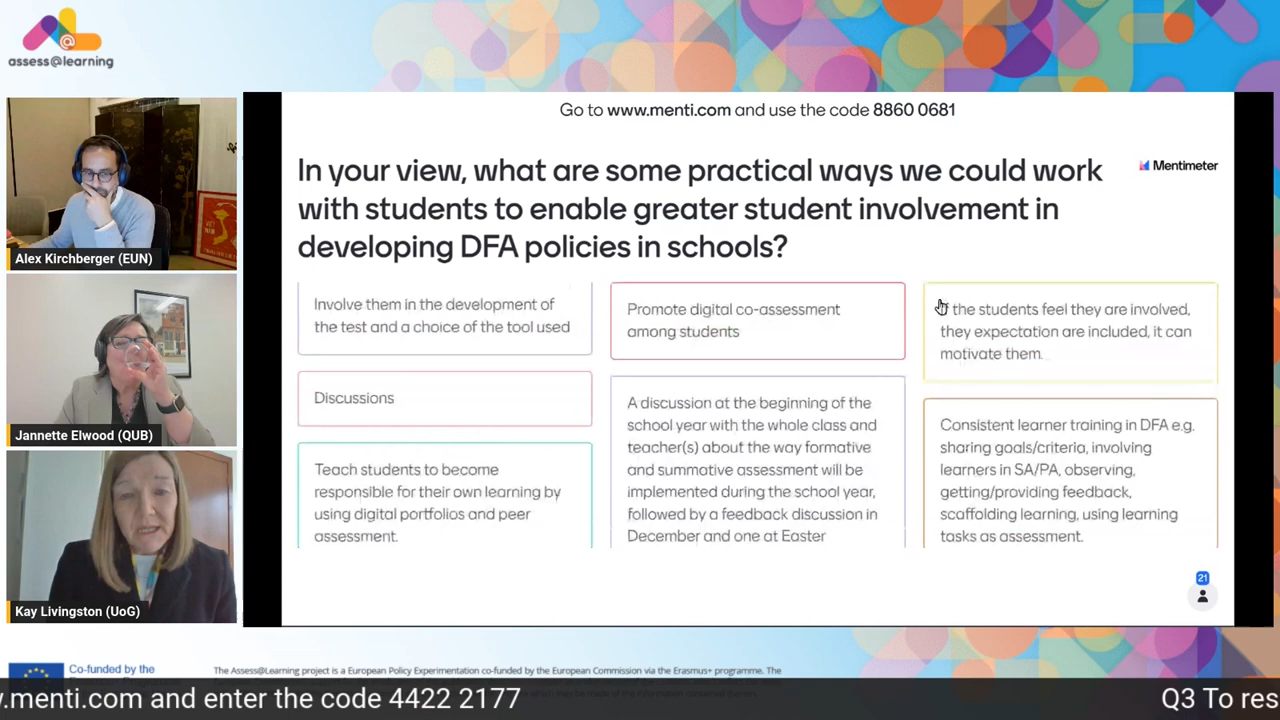 assess@learning
Alex Kirchberger (EUN)
Jannette Elwood (QUB)
Kay Livingston (UoG)
Go to www.menti.com and use the code 8860 0681
In your view, what are some practical ways we could work
with students to enable greater student involvement in
developing DFA policies in schools?
Mentimeter
Involve them in the development of
the test and a choice of the tool used
Discussions
Teach students to become
responsible for their own learning by
using digital portfolios and peer
assessment.
Promote digital co-assessment
among students
A discussion at the beginning of the
school year with the whole class and
teacher(s) about the way formative
and summative assessment will be
implemented during the school year,
followed by a feedback discussion in
December and one at Easter
the students feel they are involved,
they expectation are included, it can
motivate them.
Consistent learner training in DFA e.g.
sharing goals/criteria, involving
learners in SA/PA, observing,
getting/providing feedback,
scaffolding learning, using learning
tasks as assessment.
21
Co-funded by the
The Assess@Learning project is a European Policy Experimentation co-funded by the European Commission via the Erasmus+ programme. The
.menti.com and enter the code 4422 2177
Q3 To res